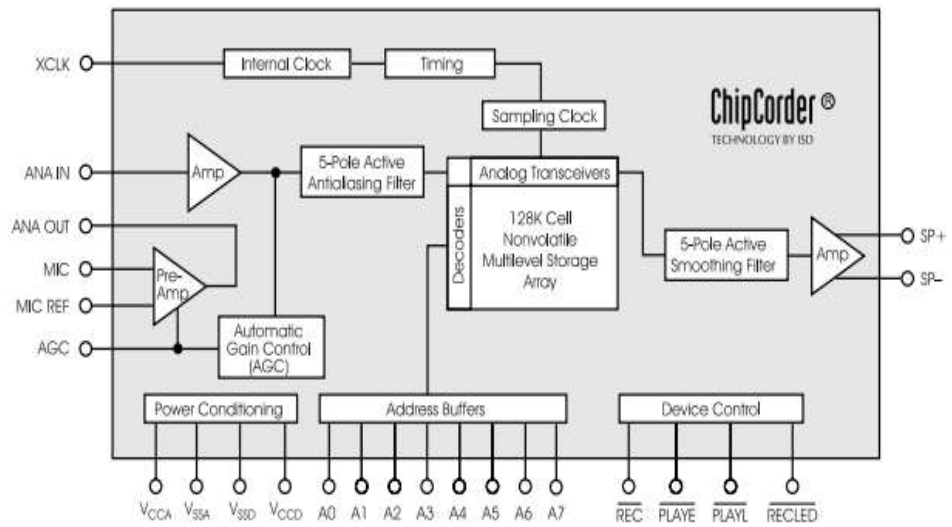 XCLK
Internal Clock
Timing
Sampling Clock
ChipCorder ®
TECHNOLOGY BY ISD
ANA IN
Amp
5-Pole Active
Antialiasing Filter
Decoders
Analog Transceivers
128K Cell
Nonvolatile
Multilevel Storage
Array
5-Pole Active
Smoothing Filter
Amp
SP+
SP–
ANA OUT
MIC
MIC REF
Pre-
Amp
AGC
Automatic
Gain Control
(AGC)
Power Conditioning
Address Buffers
Device Control
VCCA VSSA VSSD VCCD A0 A1 A2 A3 A4 A5 A6 A7 REC PLAYE PLAYL RECLED